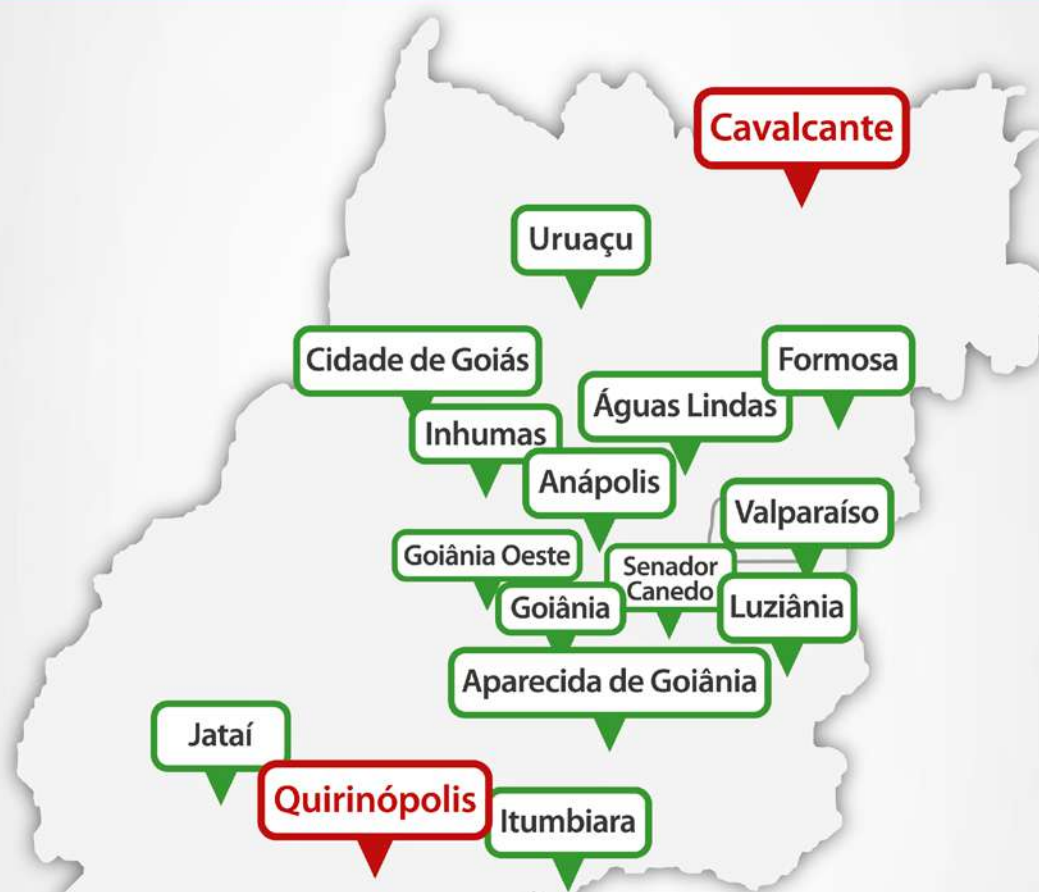 Cavalcante
Uruaçu
Cidade de Goiás
Formosa
Águas Lindas
Inhumas
Anápolis
Valparaíso
Goiânia Oeste
Senador
Canedo
Goiânia
Luziânia
Aparecida de Goiânia
Jataí
Quirinópolis
Itumbiara